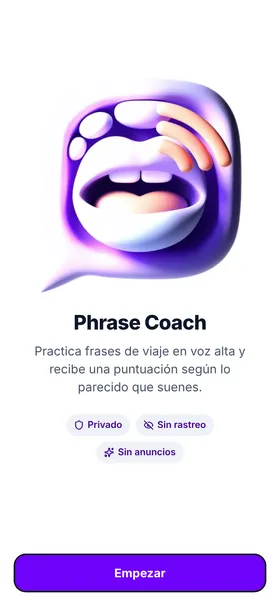 Phrase Coach
Practica frases de viaje en voz alta y
recibe una puntuación según lo
parecido que suenes.
Privado
Sin rastreo
Sin anuncios
Empezar